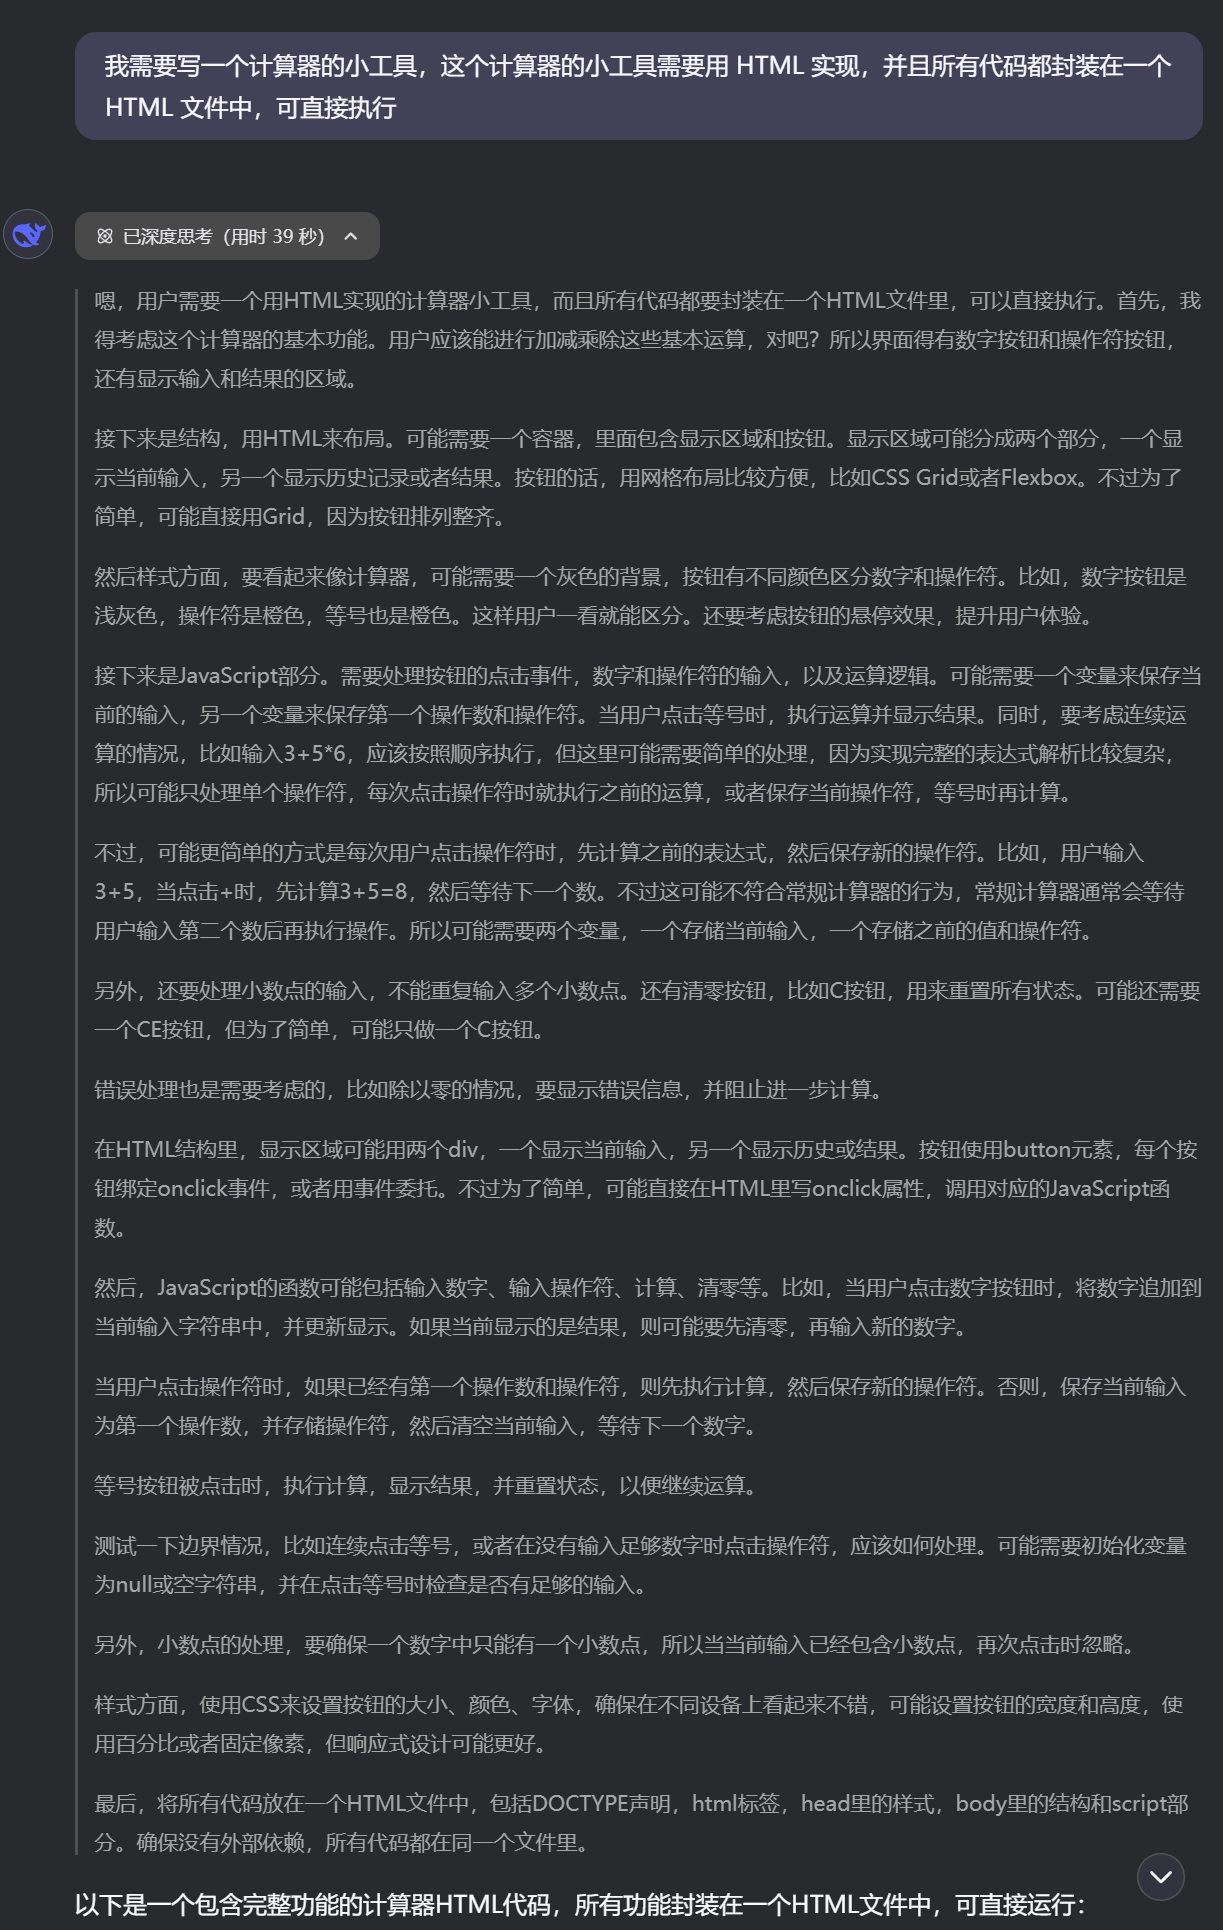 我需要写一个计算器的小工具，这个计算器的小工具需要用 HTML 实现，并且所有代码都封装在一个
HTML 文件中，可直接执行
已深度思考（用时 39 秒）
嗯，用户需要一个用HTML实现的计算器小工具，而且所有代码都要封装在一个HTML文件里，可以直接执行。首先，我
得考虑这个计算器的基本功能。用户应该能进行加减乘除这些基本运算，对吧？所以界面得有数字按钮和操作符按钮，
还有显示输入和结果的区域。
接下来是结构，用HTML来布局。可能需要一个容器，里面包含显示区域和按钮。显示区域可能分成两个部分，一个显
示当前输入，另一个显示历史记录或者结果。按钮的话，用网格布局比较方便，比如CSS Grid或者Flexbox。不过为了
简单，可能直接用Grid，因为按钮排列整齐。
然后样式方面，要看起来像计算器，可能需要一个灰色的背景，按钮有不同颜色区分数字和操作符。比如，数字按钮是
浅灰色，操作符是橙色，等号也是橙色。这样用户一看就能区分。还要考虑按钮的悬停效果，提升用户体验。
接下来是JavaScript部分。需要处理按钮的点击事件，数字和操作符的输入，以及运算逻辑。可能需要一个变量来保存当
前的输入，另一个变量来保存第一个操作数和操作符。当用户点击等号时，执行运算并显示结果。同时，要考虑连续运
算的情况，比如输入3+5*6，应该按照顺序执行，但这里可能需要简单的处理，因为实现完整的表达式解析比较复杂，
所以可能只处理单个操作符，每次点击操作符时就执行之前的运算，或者保存当前操作符，等号时再计算。
不过，可能更简单的方式是每次用户点击操作符时，先计算之前的表达式，然后保存新的操作符。比如，用户输入
3+5，当点击+时，先计算3+5=8，然后等待下一个数。不过这可能不符合常规计算器的行为，常规计算器通常会等待
用户输入第二个数后再执行操作。所以可能需要两个变量，一个存储当前输入，一个存储之前的值和操作符。
另外，还要处理小数点的输入，不能重复输入多个小数点。还有清零按钮，比如C按钮，用来重置所有状态。可能还需要
一个CE按钮，但为了简单，可能只做一个C按钮。
错误处理也是需要考虑的，比如除以零的情况，要显示错误信息，并阻止进一步计算。
在HTML结构里，显示区域可能用两个div，一个显示当前输入，另一个显示历史或结果。按钮使用button元素，每个按
钮绑定onclick事件，或者用事件委托。不过为了简单，可能直接在HTML里写onclick属性，调用对应的JavaScript函
数。
然后，JavaScript的函数可能包括输入数字、输入操作符、计算、清零等。比如，当用户点击数字按钮时，将数字追加到
当前输入字符串中，并更新显示。如果当前显示的是结果，则可能要先清零，再输入新的数字。
当用户点击操作符时，如果已经有第一个操作数和操作符，则先执行计算，然后保存新的操作符。否则，保存当前输入
为第一个操作数，并存储操作符，然后清空当前输入，等待下一个数字。
等号按钮被点击时，执行计算，显示结果，并重置状态，以便继续运算。
测试一下边界情况，比如连续点击等号，或者在没有输入足够数字时点击操作符，应该如何处理。可能需要初始化变量
为null或空字符串，并在点击等号时检查是否有足够的输入。
另外，小数点的处理，要确保一个数字中只能有一个小数点，所以当当前输入已经包含小数点，再次点击时忽略。
样式方面，使用CSS来设置按钮的大小、颜色、字体，确保在不同设备上看起来不错，可能设置按钮的宽度和高度，使
用百分比或者固定像素，但响应式设计可能更好。
最后，将所有代码放在一个HTML文件中，包括DOCTYPE声明，html标签，head里的样式，body里的结构和script部
分。确保没有外部依赖，所有代码都在同一个文件里。
以下是一个包含完整功能的计算器HTML代码，所有功能封装在一个HTML文件中，可直接运行：